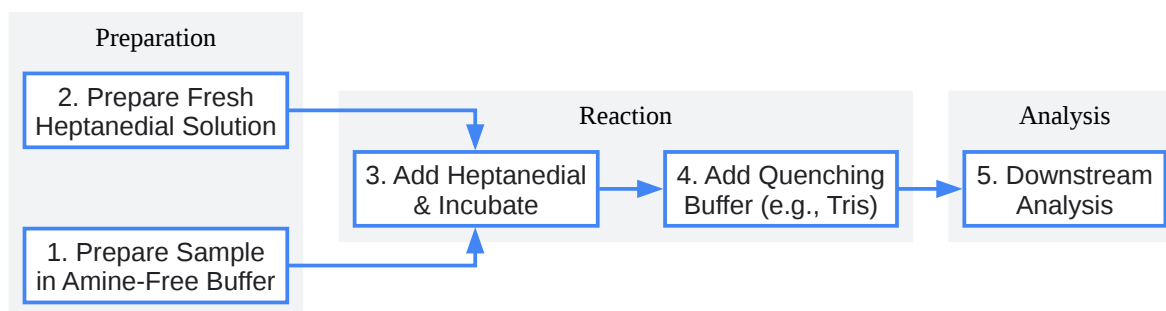 Preparation
2. Prepare Fresh
Heptanedial Solution
1. Prepare Sample
in Amine-Free Buffer
Reaction
3. Add Heptanedial
& Incubate
4. Add Quenching
Buffer (e.g., Tris)
Analysis
5. Downstream
Analysis